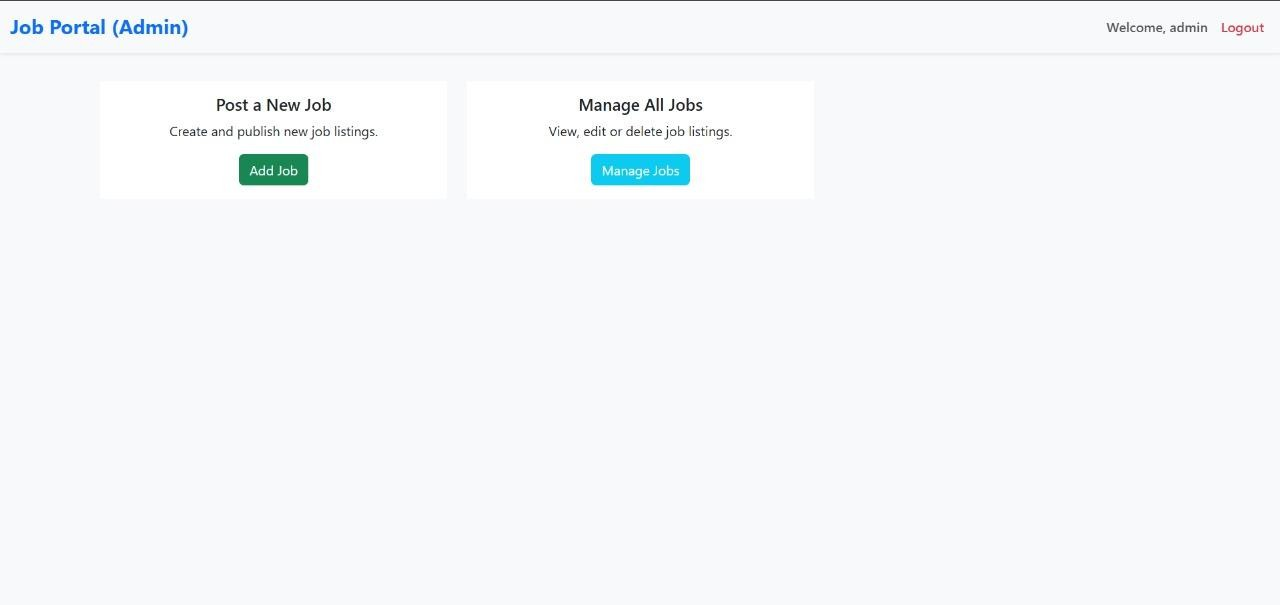 Job Portal (Admin)
Welcome, admin Logout
Post a New Job
Create and publish new job listings.
Add Job
Manage All Jobs
View, edit or delete job listings.
Manage Jobs